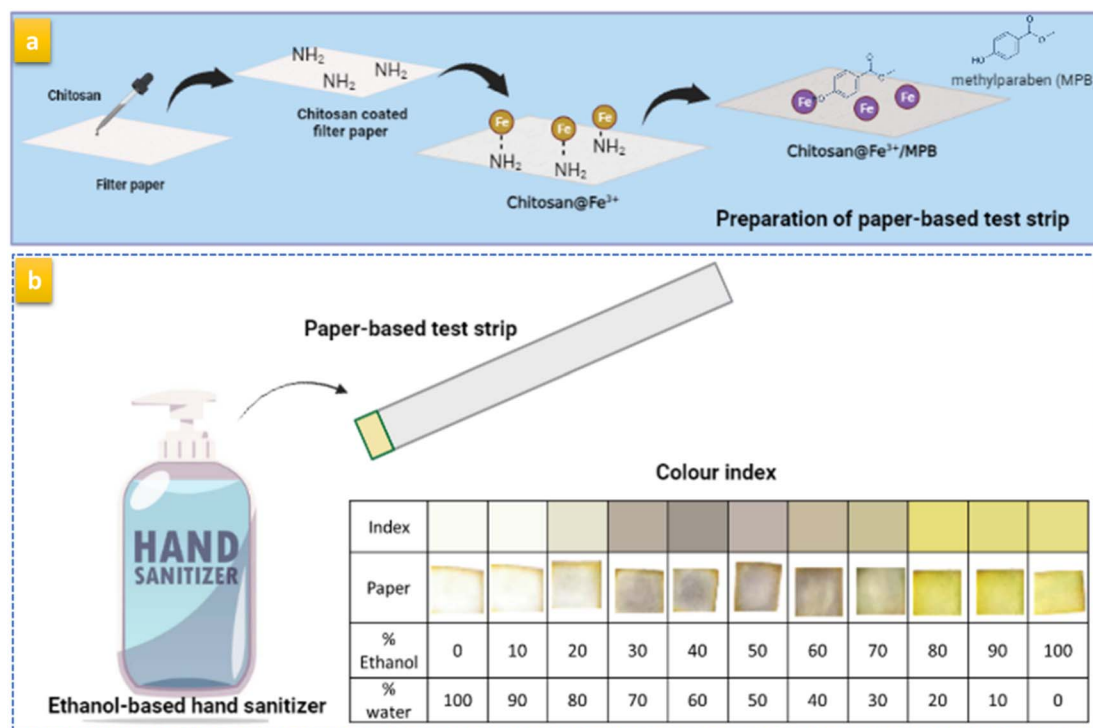 a
Chitosan
Filter paper
NH₂ NH₂
NH₂
Chitosan coated
filter paper
Fe Fe Fe
NH₂ NH₂ NH₂
Chitosan@Fe³⁺
Fe Fe Fe
O
O
O
Chitosan@Fe³⁺/MPB
O
O
HO
methylparaben (MPB
Preparation of paper-based test strip
b
Paper-based test strip
HAND
SANITIZER
Ethanol-based hand sanitizer
Colour index
Index
Paper
% Ethanol 0 10 20 30 40 50 60 70 80 90 100
% water 100 90 80 70 60 50 40 30 20 10 0